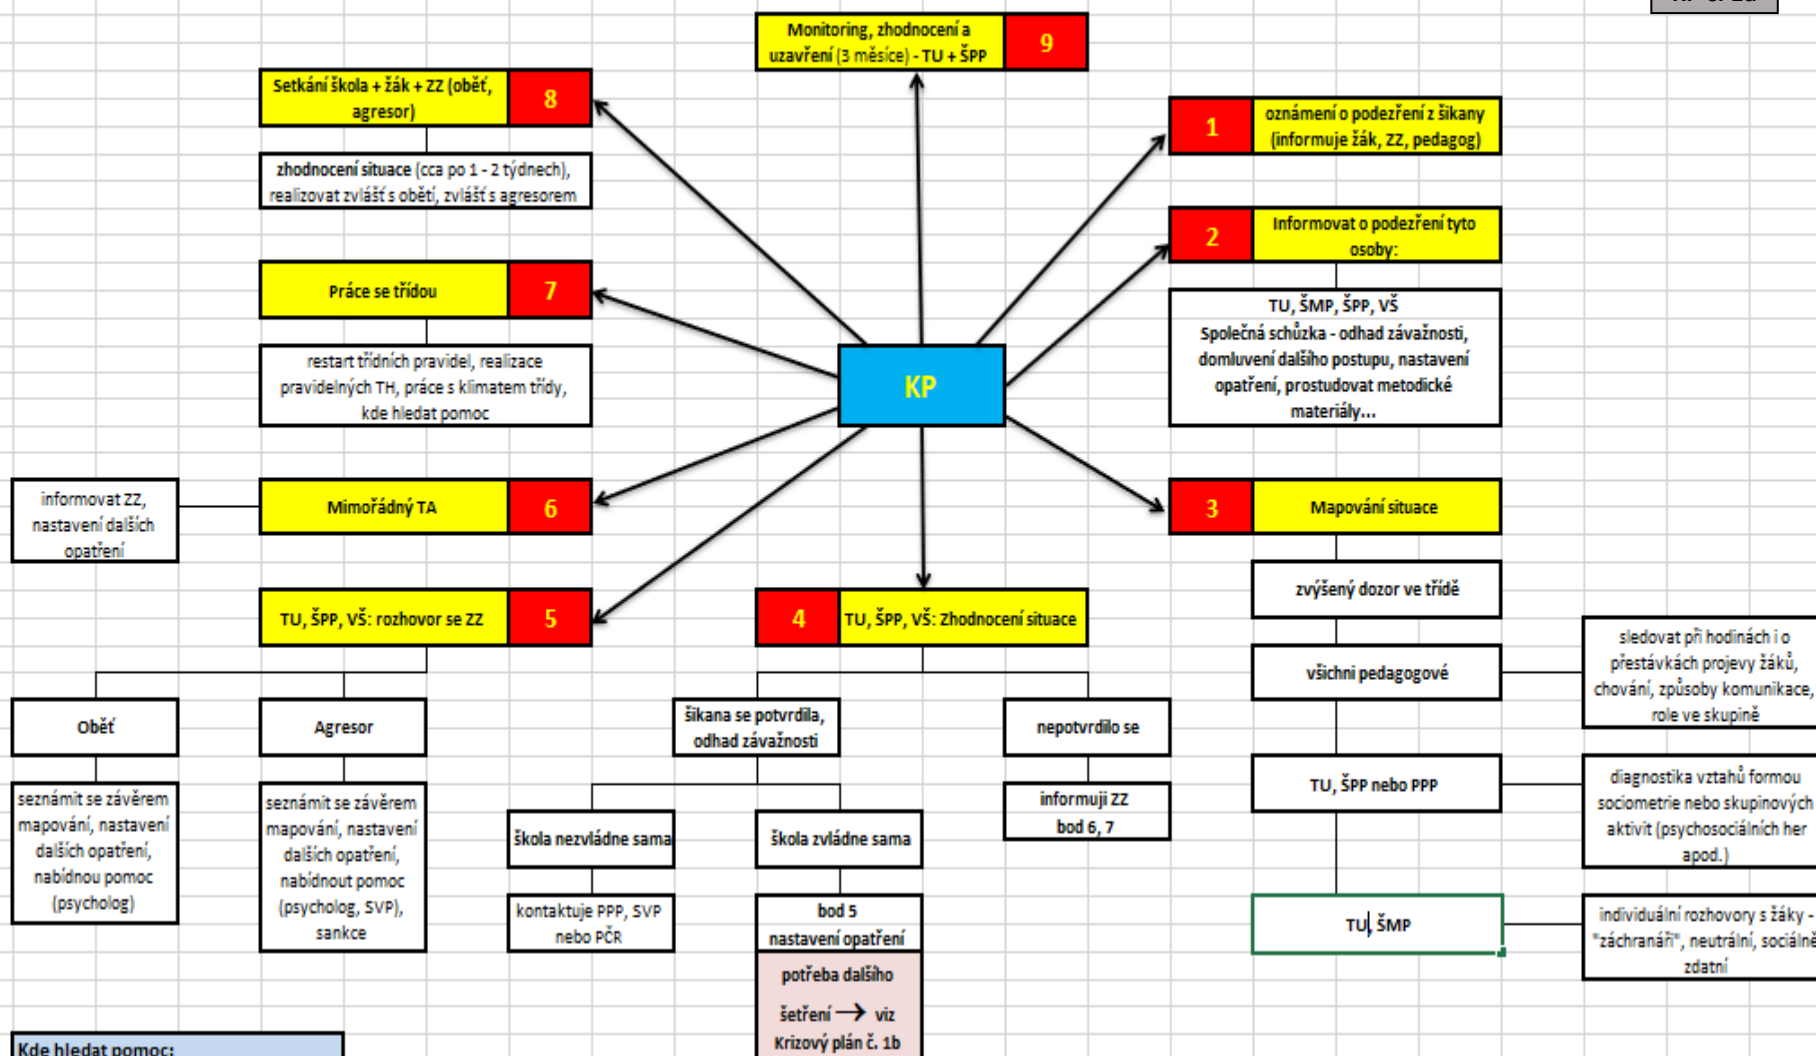 Monitoring, zhodnocení a
uzavření (3 měsíce) - TU + ŠPP
9
Setkání škola + žák + ZZ (oběť,
agresor)
8
zhodnocení situace (cca po 1 - 2 týdnech),
realizovat zvlášť s obětí, zvlášť s agresorem
1
oznámení o podezření z šikany
(informuje žák, ZZ, pedagog)
2
Informovat o podezření tyto
osoby:
TU, ŠMP, ŠPP, VŠ
Společná schůzka - odhad závažnosti,
domluvení dalšího postupu, nastavení
opatření, prostudovat metodické
materiály...
Práce se třídou
7
restart třídních pravidel, realizace
pravidelných TH, práce s klimatem třídy,
kde hledat pomoc
KP
informovat ZZ,
nastavení dalších
opatření
Mimořádný TA
6
3
Mapování situace
zvýšený dozor ve třídě
všichni pedagogové
sledovat při hodinách i o
přestávkách projevy žáků,
chování, způsoby komunikace,
role ve skupině
TU, ŠPP nebo PPP
diagnostika vztahů formou
sociometrie nebo skupinových
aktivit (psychosociálních her
apod.)
TU, ŠMP
individuální rozhovory s žáky -
"záchranáři", neutrální, sociálně
zdatní
TU, ŠPP, VŠ: rozhovor se ZZ
5
Oběť
seznámit se závěrem
mapování, nastavení
dalších opatření,
nabídnou pomoc
(psycholog)
Agresor
seznámit se závěrem
mapování, nastavení
dalších opatření,
nabídnout pomoc
(psycholog, SVP),
sankce
4
TU, ŠPP, VŠ: Zhodnocení situace
šikana se potvrdila,
odhad závažnosti
nepotvrdilo se
informuji ZZ
bod 6, 7
škola nezvládne sama
kontaktuje PPP, SVP
nebo PČR
škola zvládne sama
bod 5
nastavení opatření
potřeba dalšího
šetření → viz
Krizový plán č. 1b
Kde hledat pomoc: